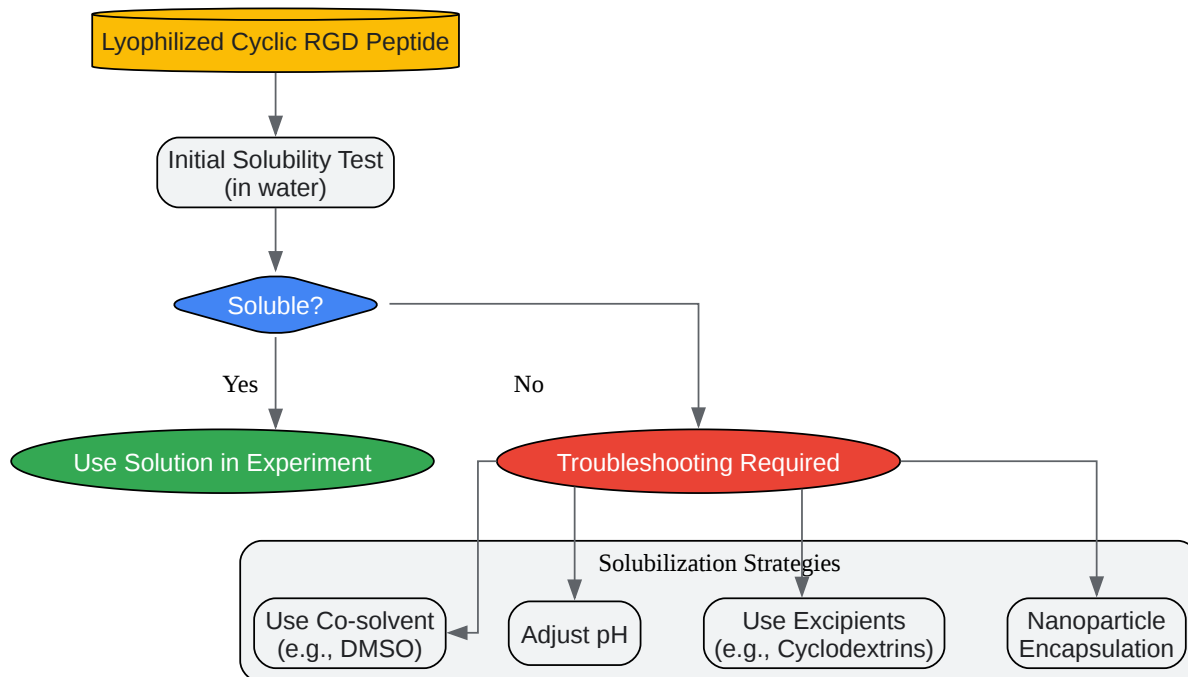 Lyophilized Cyclic RGD Peptide
Initial Solubility Test
(in water)
Soluble?
Yes
No
Use Solution in Experiment
Troubleshooting Required
Solubilization Strategies
Use Co-solvent
(e.g., DMSO)
Adjust pH
Use Excipients
(e.g., Cyclodextrins)
Nanoparticle
Encapsulation